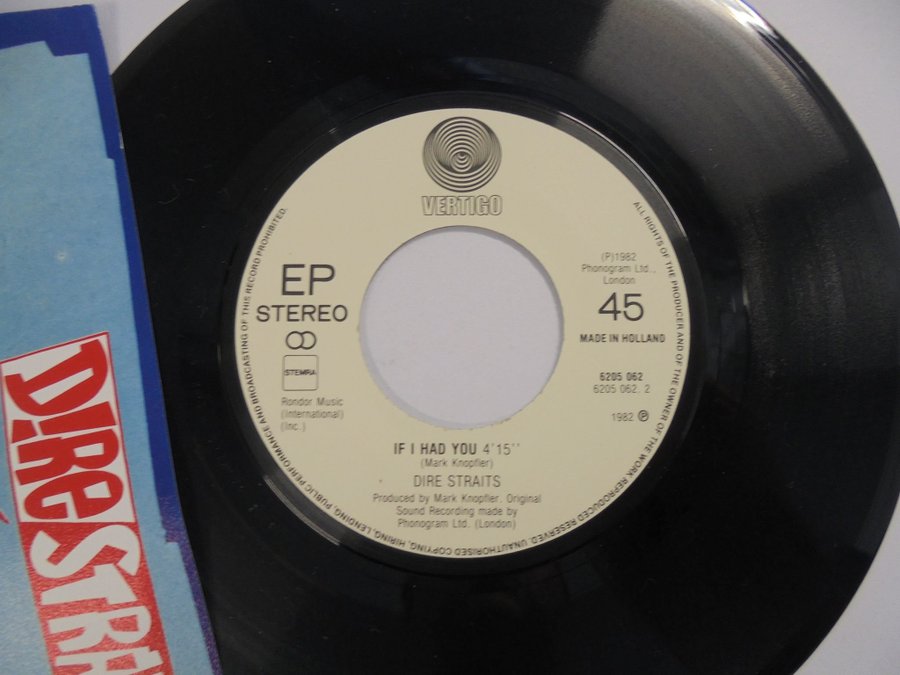 VERTIGO
EP
STEREO
STEMRA
Rondor Music
(International)
(Inc.)
(P)1982
Phonogram Ltd.,
London
45
MADE IN HOLLAND
6205 062
6205 062. 2
1982 ℗
IF I HAD YOU 4'15''
(Mark Knopfler)
DIRE STRAITS
Produced by Mark Knopfler. Original
Sound Recording made by
Phonogram Ltd. (London)
ALL RIGHTS OF THE PRODUCER AND OF THE OWNER OF THE WORK REPRODUCED RESERVED. UNAUTHORISED COPYING, HIRING, LENDING, PUBLIC PERFORMANCE AND BROADCASTING OF THIS RECORD PROHIBITED.
DiRe STRA